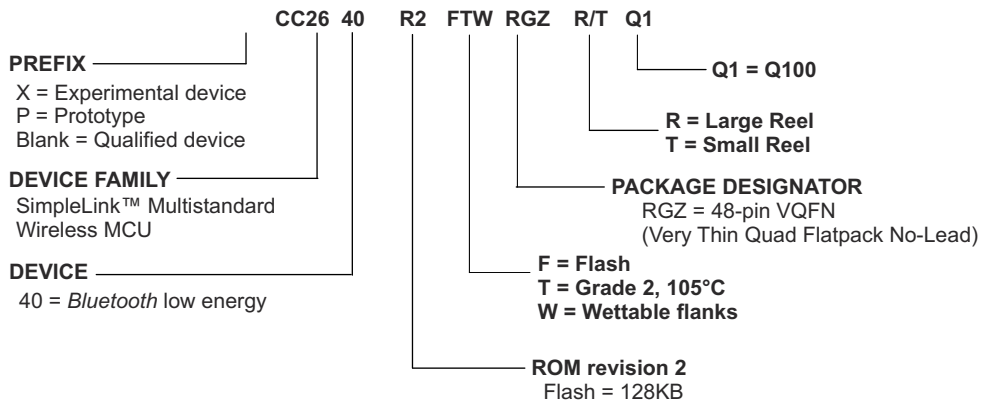 CC26 40 R2 FTW RGZ R/T Q1
PREFIX
X = Experimental device
P = Prototype
Blank = Qualified device
DEVICE FAMILY
SimpleLink™ Multistandard
Wireless MCU
DEVICE
40 = Bluetooth low energy
Q1 = Q100
R = Large Reel
T = Small Reel
PACKAGE DESIGNATOR
RGZ = 48-pin VQFN
(Very Thin Quad Flatpack No-Lead)
F = Flash
T = Grade 2, 105°C
W = Wettable flanks
ROM revision 2
Flash = 128KB